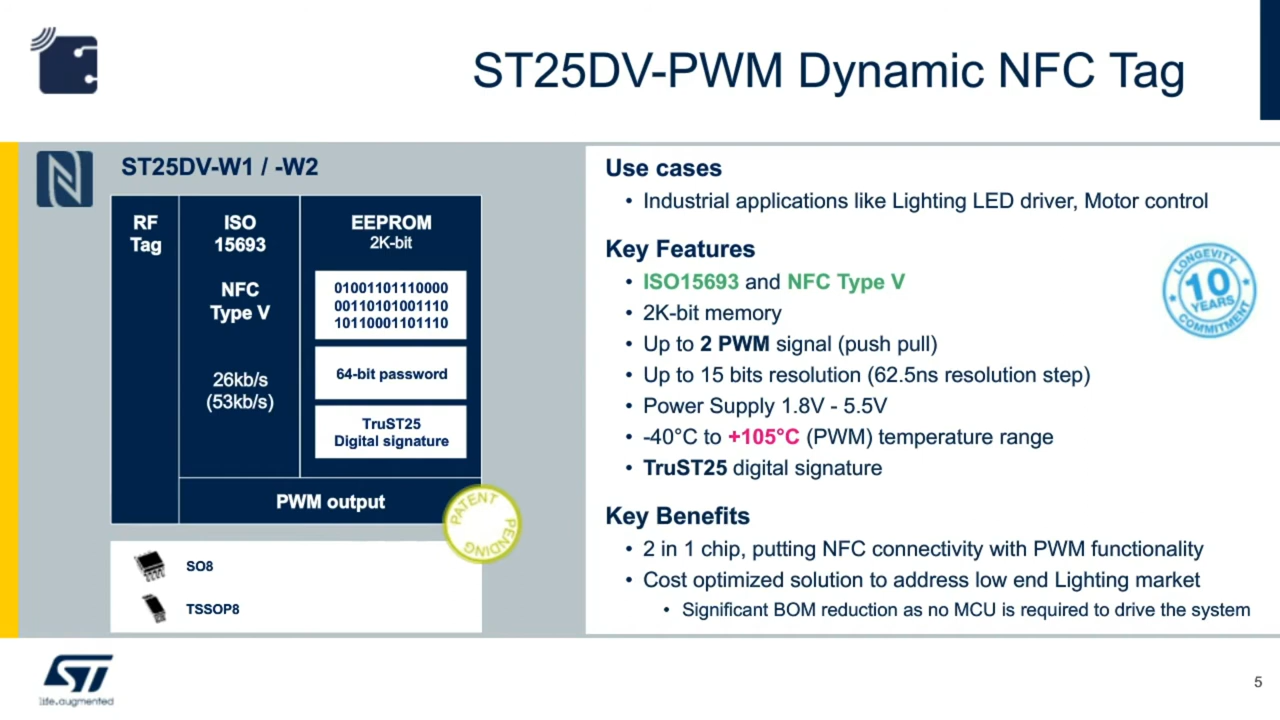 ST25DV-PWM Dynamic NFC Tag
ST25DV-W1 / -W2
RF
Tag
ISO
15693
NFC
Type V
26kb/s
(53kb/s)
EEPROM
2K-bit
01001101110000
00110101001110
10110001101110
64-bit password
TruST25
Digital signature
PWM output
PATENT
PENDING
SO8
TSSOP8
Use cases
• Industrial applications like Lighting LED driver, Motor control
Key Features
• ISO15693 and NFC Type V
• 2K-bit memory
• Up to 2 PWM signal (push pull)
• Up to 15 bits resolution (62.5ns resolution step)
• Power Supply 1.8V - 5.5V
• -40°C to +105°C (PWM) temperature range
• TruST25 digital signature
LONGEVITY
10
YEARS
COMMITMENT
Key Benefits
• 2 in 1 chip, putting NFC connectivity with PWM functionality
• Cost optimized solution to address low end Lighting market
• Significant BOM reduction as no MCU is required to drive the system
ST
life.augmented
5